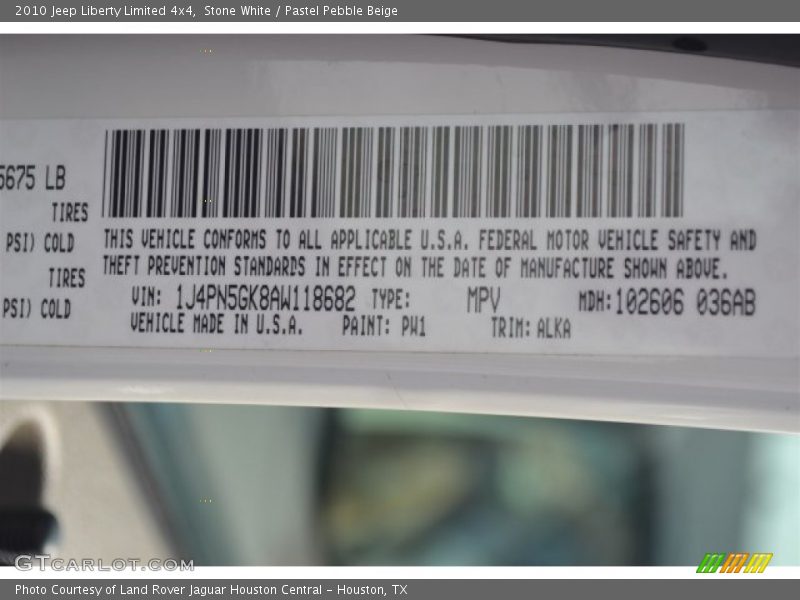 2010 Jeep Liberty Limited 4x4, Stone White / Pastel Pebble Beige
5675 LB
TIRES
PSI) COLD
TIRES
PSI) COLD
THIS VEHICLE CONFORMS TO ALL APPLICABLE U.S.A. FEDERAL MOTOR VEHICLE SAFETY AND
THEFT PREVENTION STANDARDS IN EFFECT ON THE DATE OF MANUFACTURE SHOWN ABOVE.
VIN: 1J4PN5GK8AW118682 TYPE: MPV MDH:102606 036AB
VEHICLE MADE IN U.S.A. PAINT: PW1 TRIM: ALKA
GTCARLOT.COM
Photo Courtesy of Land Rover Jaguar Houston Central – Houston, TX